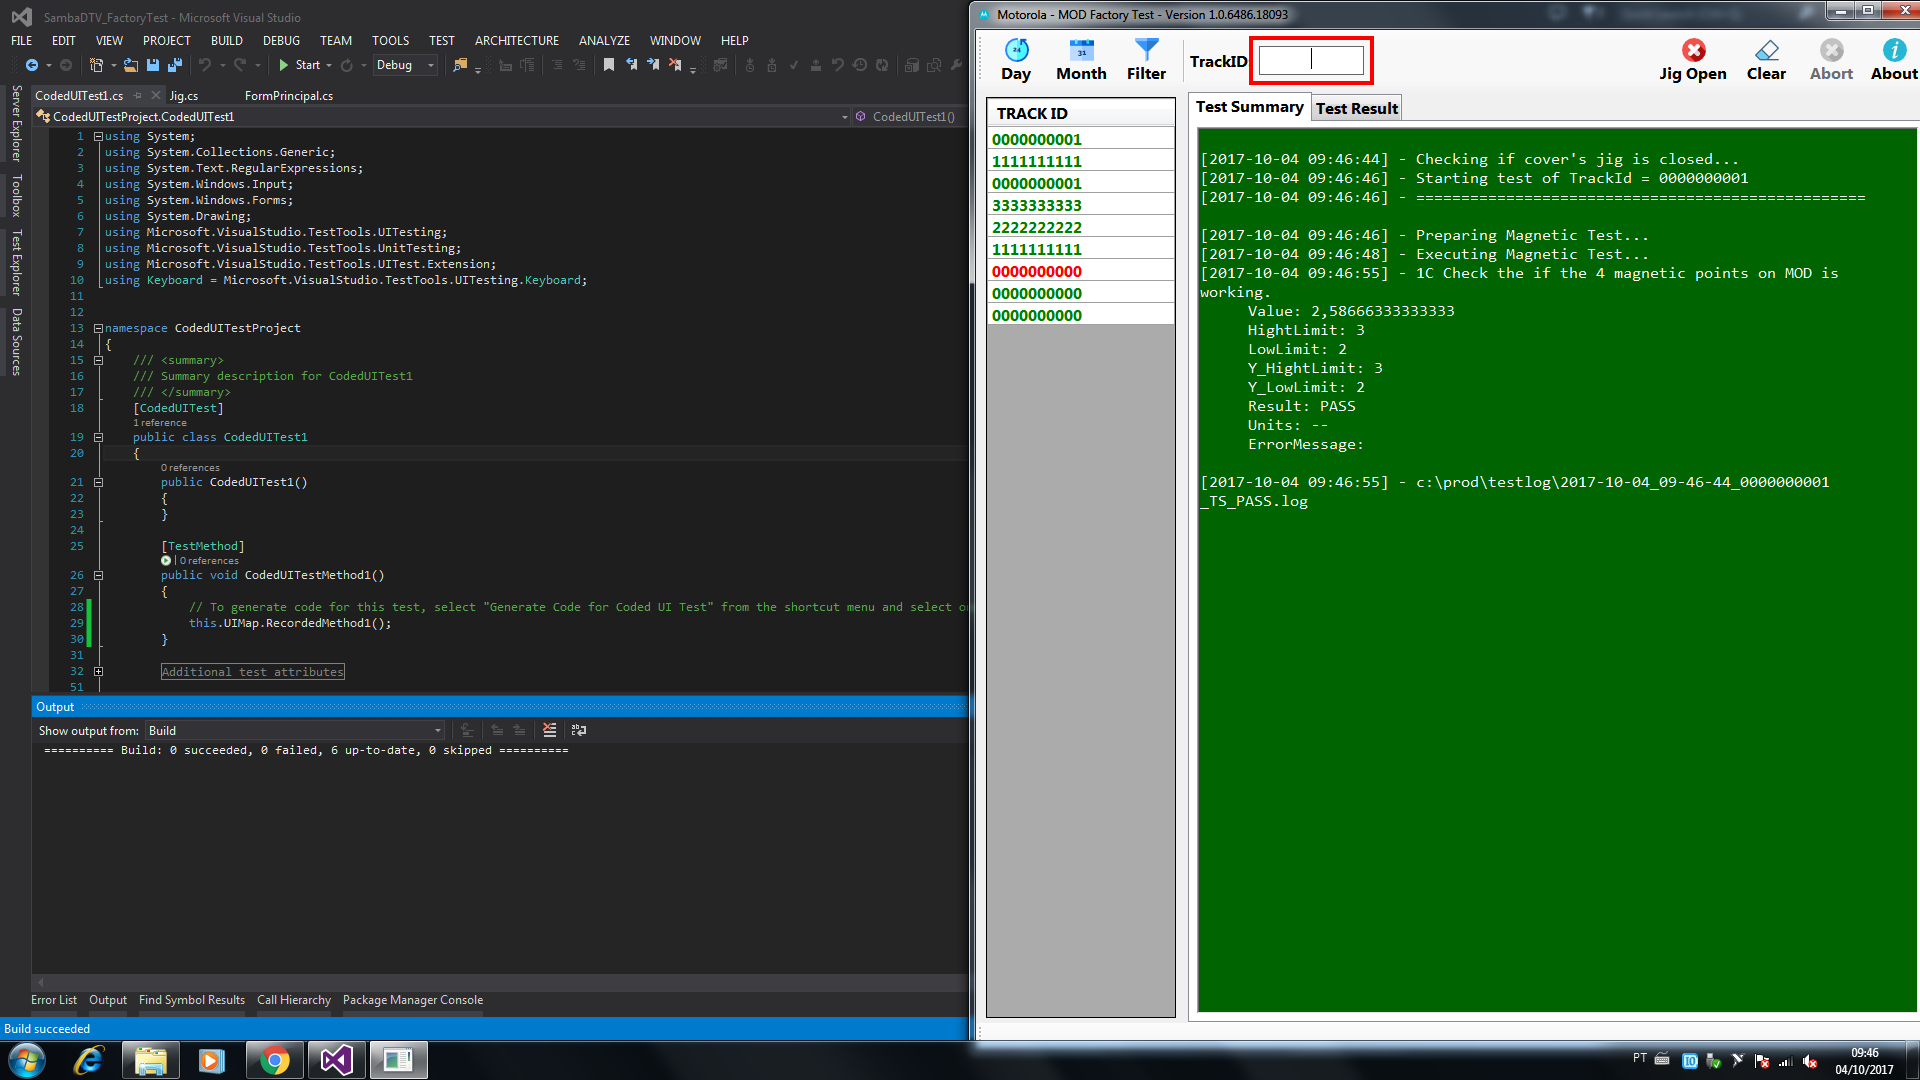 SambaDTV_FactoryTest - Microsoft Visual Studio
FILE EDIT VIEW PROJECT BUILD DEBUG TEAM TOOLS TEST ARCHITECTURE ANALYZE WINDOW HELP
Start Debug
CodedUITest1.cs Jig.cs FormPrincipal.cs
CodedUITestProject.CodedUITest1 CodedUITest1()
Server Explorer
Toolbox
Test Explorer
Data Sources
1 using System;
2 using System.Collections.Generic;
3 using System.Text.RegularExpressions;
4 using System.Windows.Input;
5 using System.Windows.Forms;
6 using System.Drawing;
7 using Microsoft.VisualStudio.TestTools.UITesting;
8 using Microsoft.VisualStudio.TestTools.UnitTesting;
9 using Microsoft.VisualStudio.TestTools.UITest.Extension;
10 using Keyboard = Microsoft.VisualStudio.TestTools.UITesting.Keyboard;
11
12
13 namespace CodedUITestProject
14 {
15 /// <summary>
16 /// Summary description for CodedUITest1
17 /// </summary>
18 [CodedUITest]
1 reference
19 public class CodedUITest1
20 {
0 references
21 public CodedUITest1()
22 {
23 }
24
25 [TestMethod]
| 0 references
26 public void CodedUITestMethod1()
27 {
28 // To generate code for this test, select "Generate Code for Coded UI Test" from the shortcut menu and select
29 this.UIMap.RecordedMethod1();
30 }
31
32 Additional test attributes
51
Output
Show output from: Build
========== Build: 0 succeeded, 0 failed, 6 up-to-date, 0 skipped ==========
Error List Output Find Symbol Results Call Hierarchy Package Manager Console
Build succeeded
Motorola - MOD Factory Test - Version 1.0.6486.18093
24 31
Day Month Filter TrackID Jig Open Clear Abort About
TRACK ID
0000000001
1111111111
0000000001
3333333333
2222222222
1111111111
0000000000
0000000000
0000000000
Test Summary Test Result
[2017-10-04 09:46:44] - Checking if cover's jig is closed...
[2017-10-04 09:46:46] - Starting test of TrackId = 0000000001
[2017-10-04 09:46:46] - ==================================================
[2017-10-04 09:46:46] - Preparing Magnetic Test...
[2017-10-04 09:46:48] - Executing Magnetic Test...
[2017-10-04 09:46:55] - 1C Check the if the 4 magnetic points on MOD is
working.
Value: 2,58666333333333
HightLimit: 3
LowLimit: 2
Y_HightLimit: 3
Y_LowLimit: 2
Result: PASS
Units: --
ErrorMessage:
[2017-10-04 09:46:55] - c:\prod\testlog\2017-10-04_09-46-44_0000000001
_TS_PASS.log
PT
09:46
04/10/2017